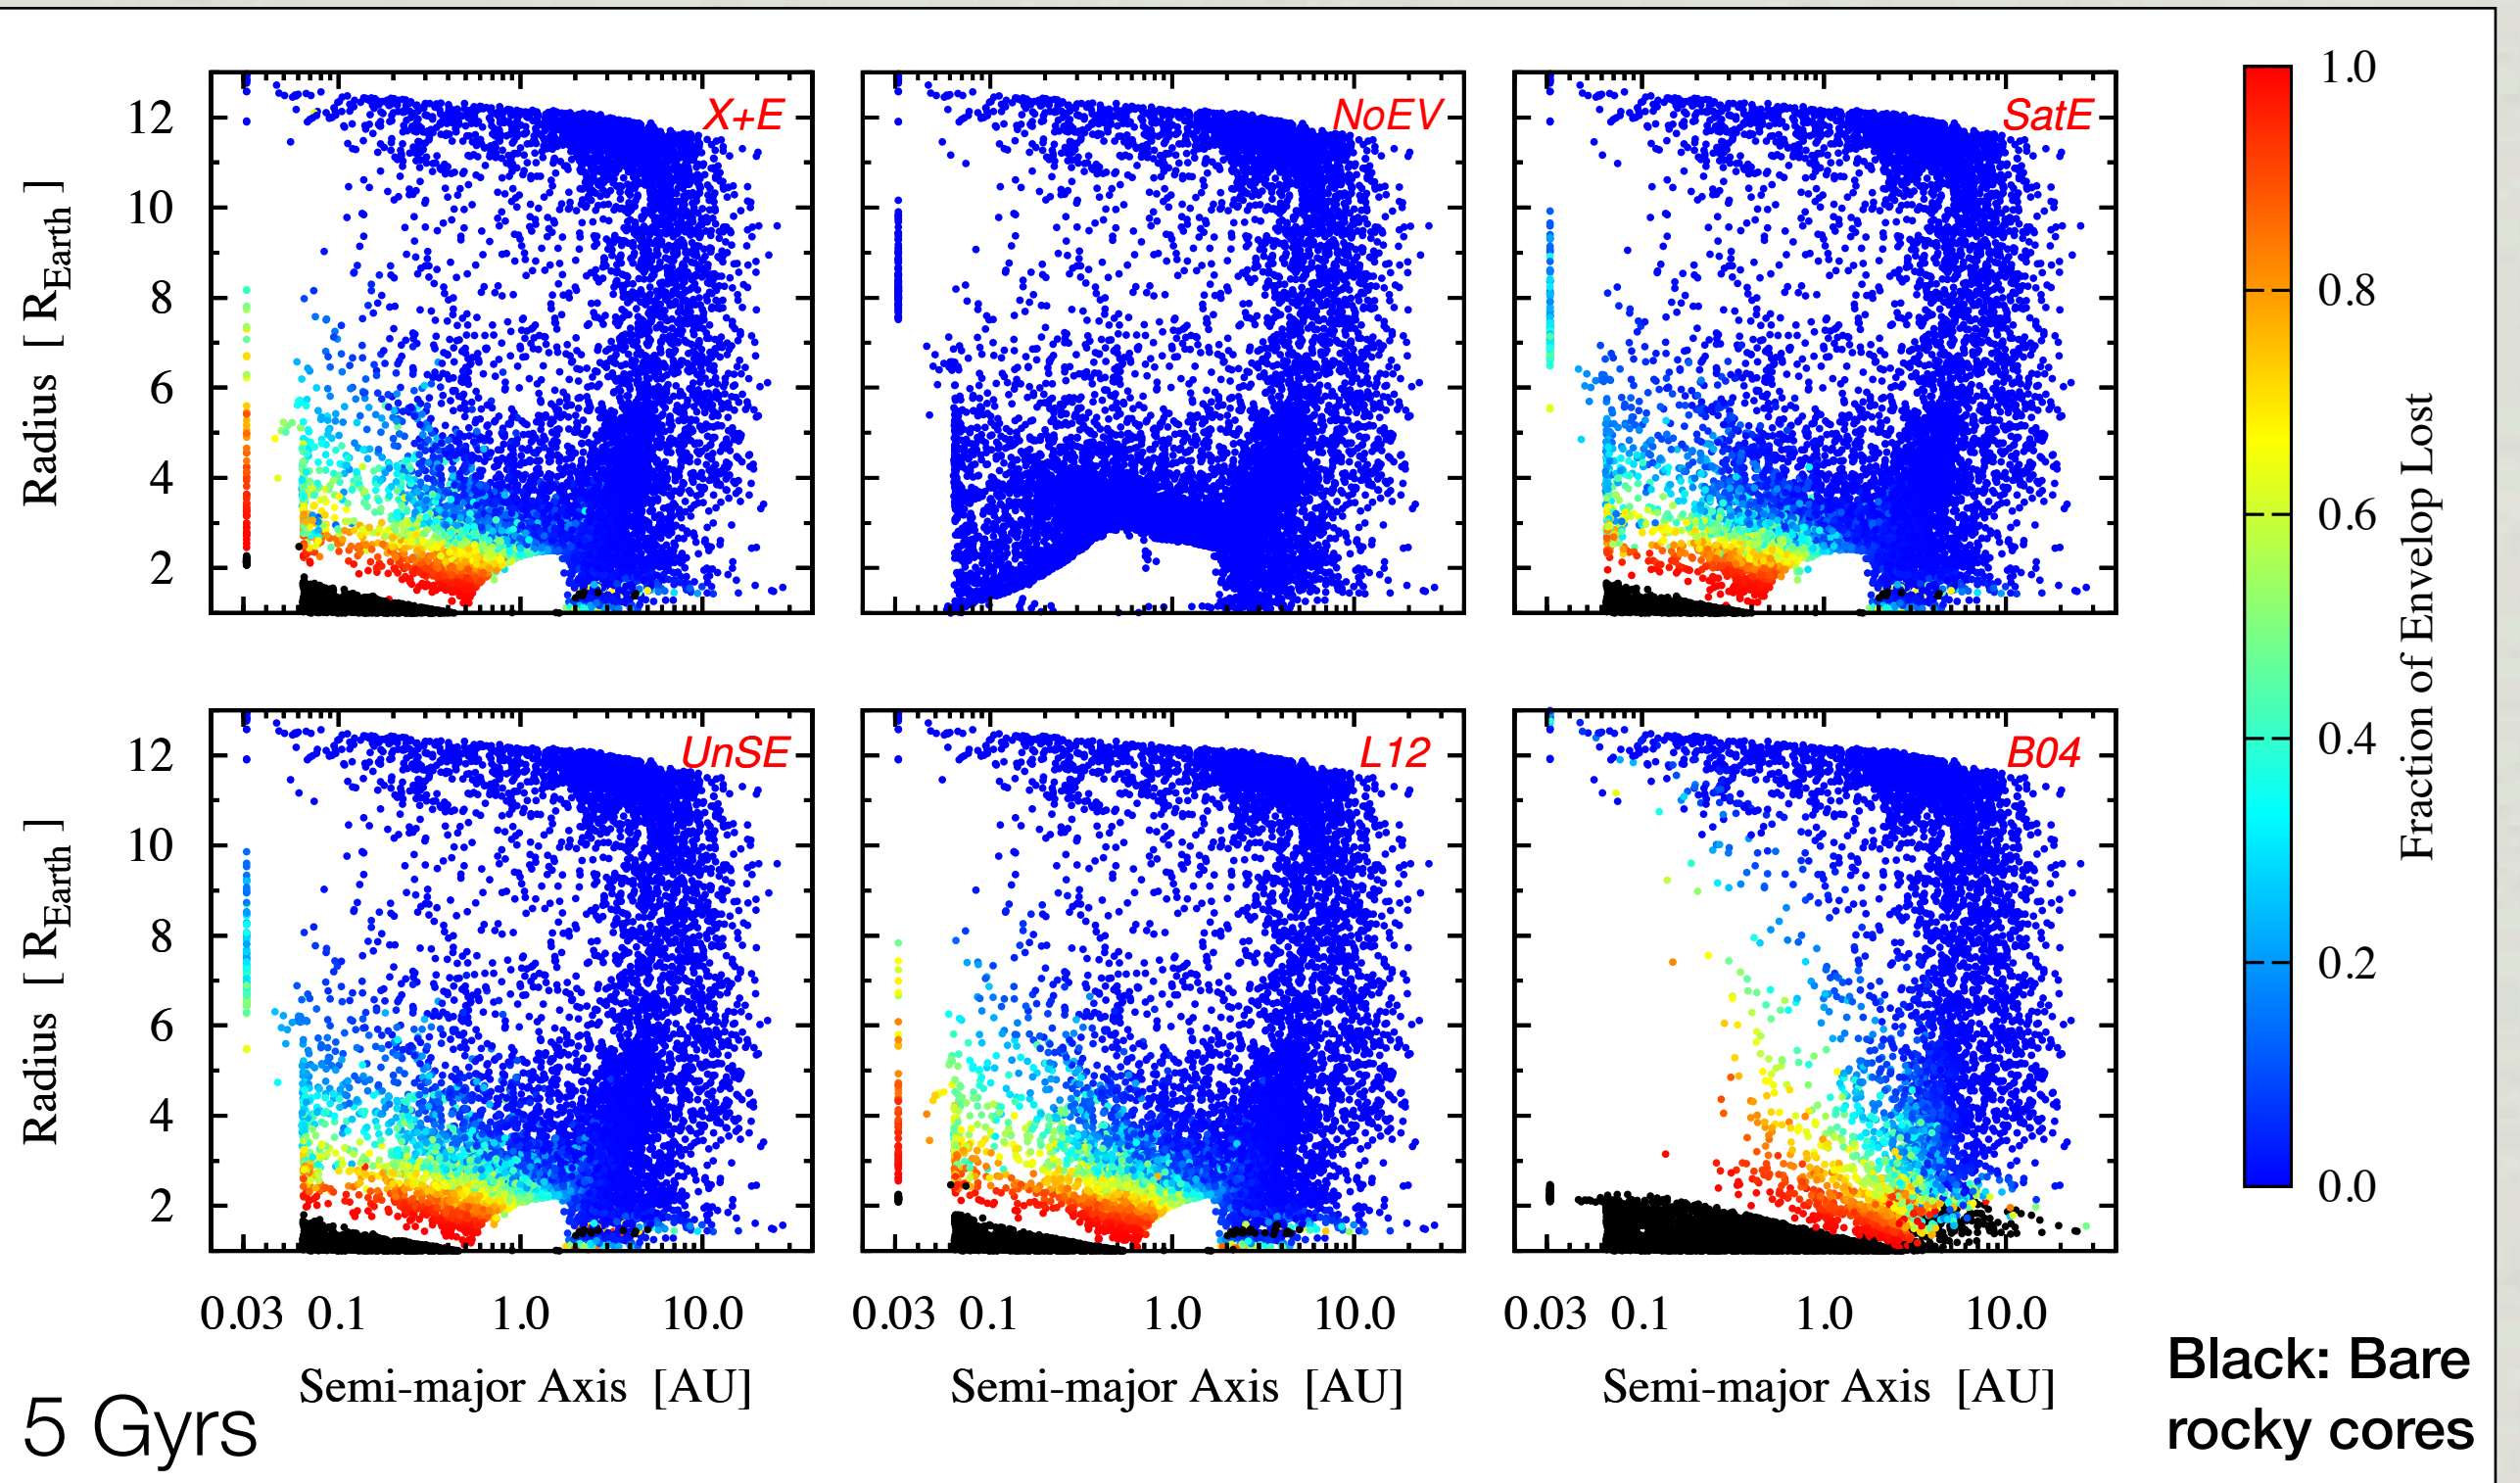 X+E
NoEV
SatE
12
10
8
6
4
2
Radius [ REarth ]
UnSE
L12
B04
12
10
8
6
4
2
Radius [ REarth ]
0.03 0.1 1.0 10.0
0.03 0.1 1.0 10.0
0.03 0.1 1.0 10.0
Semi-major Axis [AU]
Semi-major Axis [AU]
Semi-major Axis [AU]
1.0
0.8
0.6
0.4
0.2
0.0
Fraction of Envelop Lost
5 Gyrs
Black: Bare
rocky cores